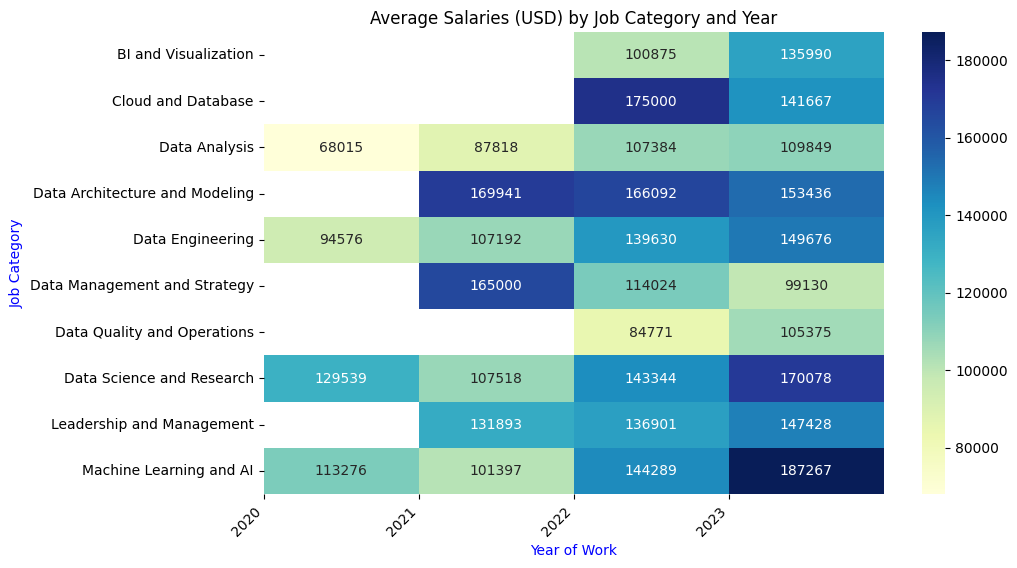 Average Salaries (USD) by Job Category and Year
Job Category
BI and Visualization 100875 135990
Cloud and Database 175000 141667
Data Analysis 68015 87818 107384 109849
Data Architecture and Modeling 169941 166092 153436
Data Engineering 94576 107192 139630 149676
Data Management and Strategy 165000 114024 99130
Data Quality and Operations 84771 105375
Data Science and Research 129539 107518 143344 170078
Leadership and Management 131893 136901 147428
Machine Learning and AI 113276 101397 144289 187267
2020 2021 2022 2023
Year of Work
180000
160000
140000
120000
100000
80000